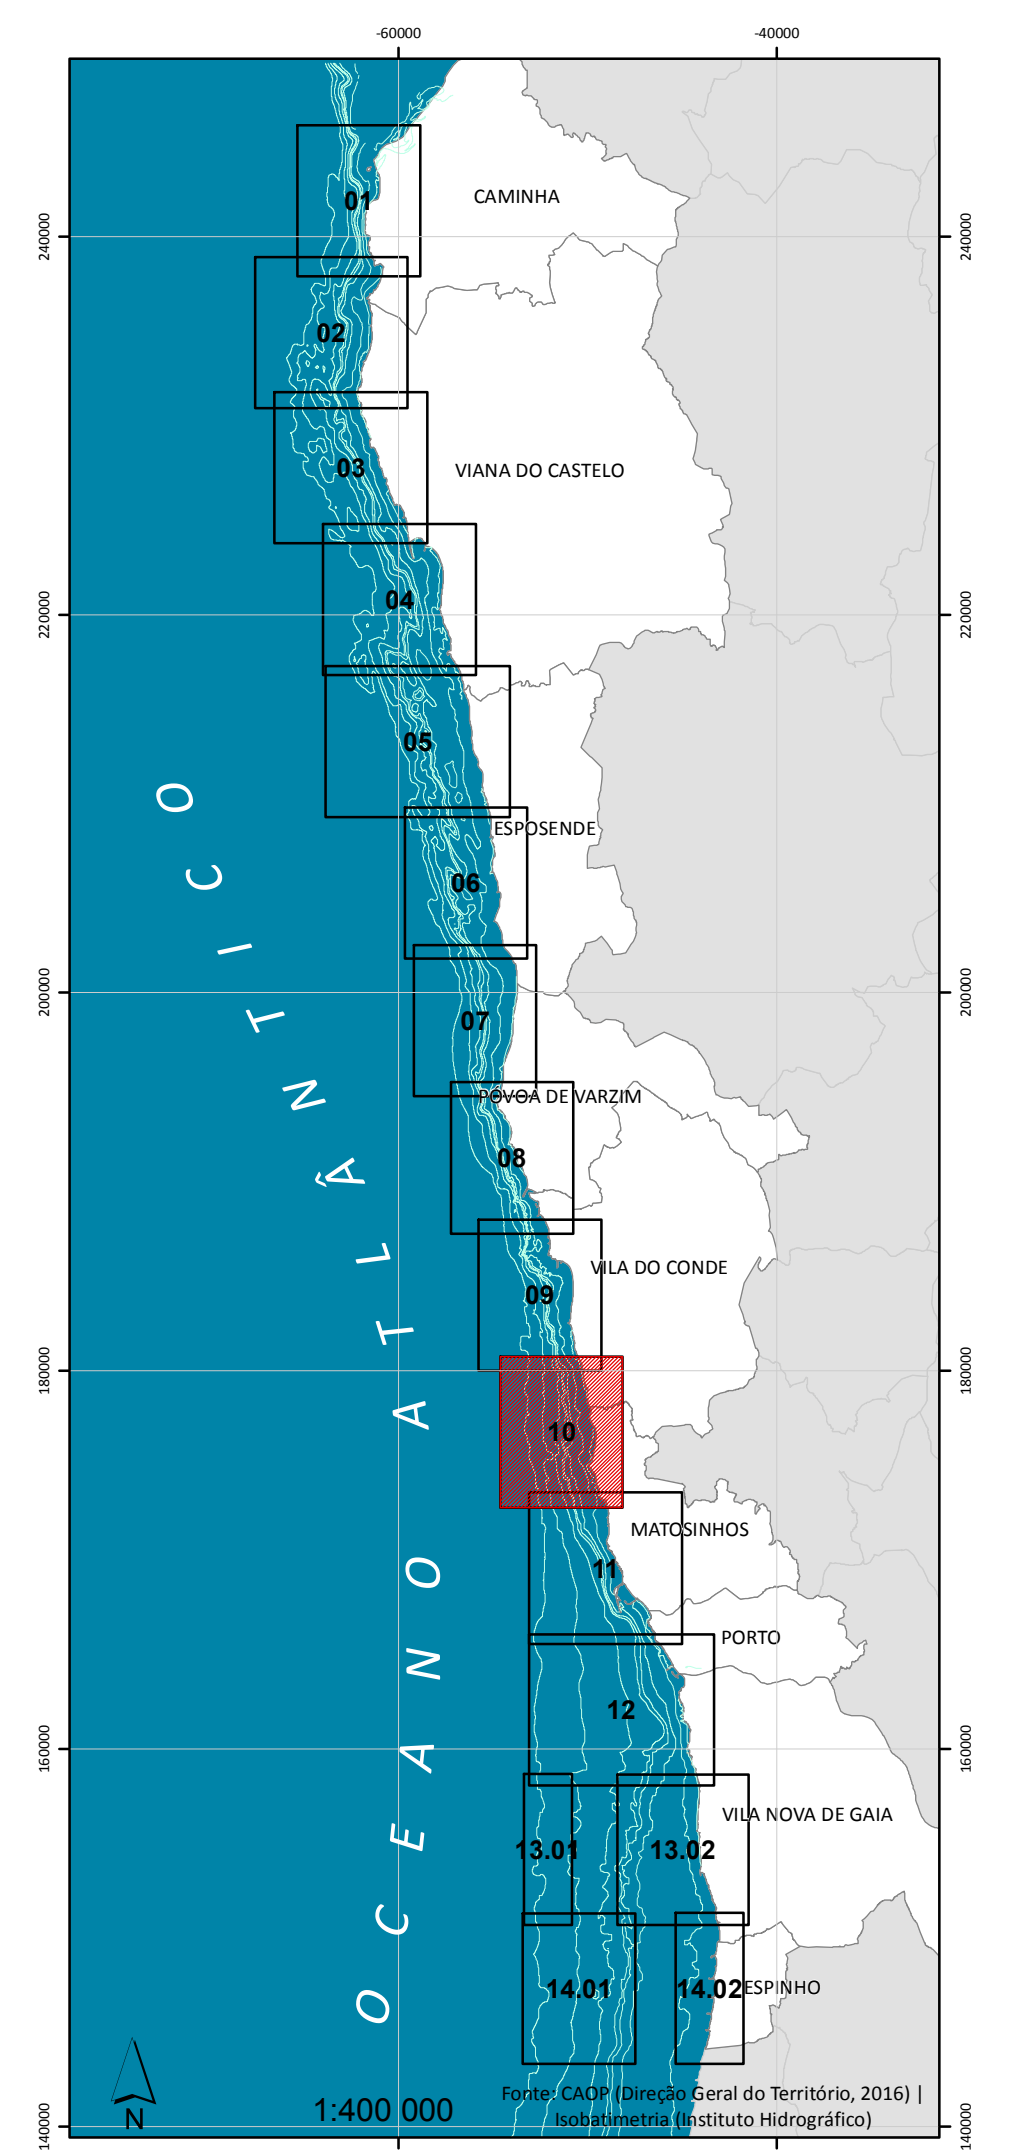 -60000
-40000
CAMINHA
01
240000
240000
02
03
VIANA DO CASTELO
04
220000
220000
05
ESPOSENDE
06
200000
200000
07
PÓVOA DE VARZIM
08
VILA DO CONDE
09
180000
180000
10
MATOSINHOS
11
PORTO
12
160000
160000
VILA NOVA DE GAIA
13.01
13.02
14.01
14.02
ESPINHO
OCEANO ATLÂNTICO
N
1:400 000
Fonte: CAOP (Direção Geral do Território, 2016) |
Isobatimetria (Instituto Hidrográfico)
140000
140000